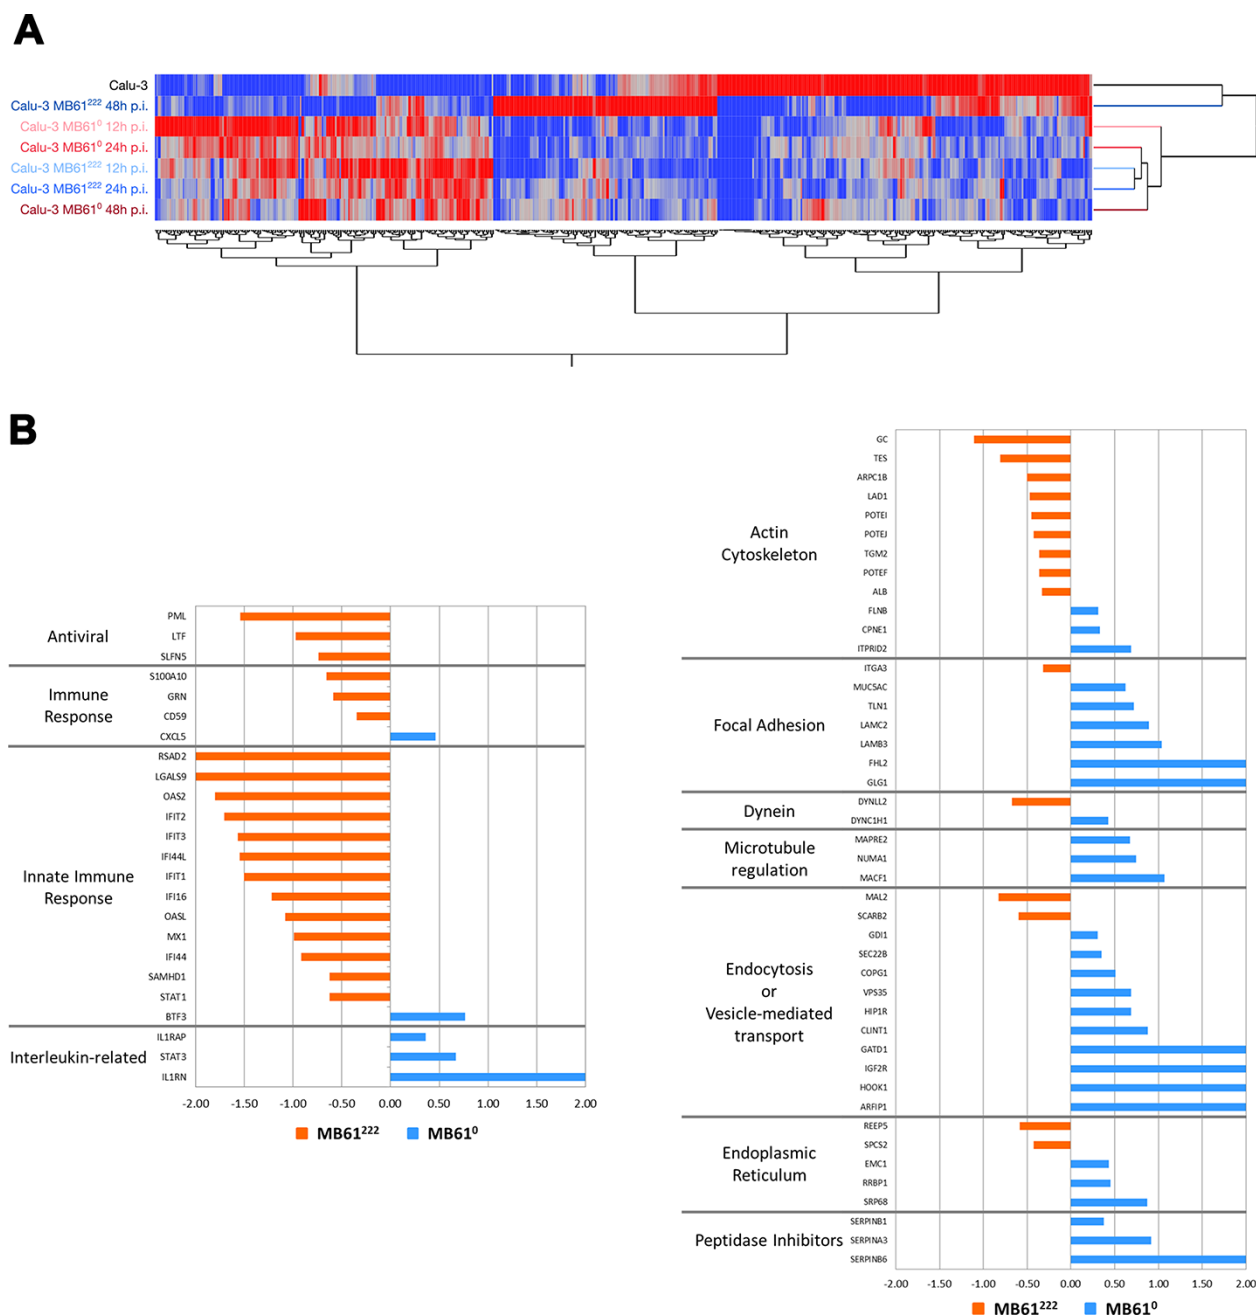 A
Calu-3
Calu-3 MB61²²² 48h p.i.
Calu-3 MB61⁰ 12h p.i.
Calu-3 MB61⁰ 24h p.i.
Calu-3 MB61²²² 12h p.i.
Calu-3 MB61²²² 24h p.i.
Calu-3 MB61⁰ 48h p.i.
B
Antiviral
PML
LTF
SLFN5
Immune
Response
S100A10
GRN
CD59
CXCL5
Innate Immune
Response
RSAD2
LGALS9
OAS2
IFIT2
IFIT3
IFI44L
IFIT1
IFI16
OASL
MX1
IFI44
SAMHD1
STAT1
BTF3
Interleukin-related
IL1RAP
STAT3
IL1RN
-2.00 -1.50 -1.00 -0.50 0.00 0.50 1.00 1.50 2.00
MB61²²² MB61⁰
Actin
Cytoskeleton
GC
TES
ARPC1B
LAD1
POTEI
POTEJ
TGM2
POTEF
ALB
FLNB
CPNE1
ITPRID2
Focal Adhesion
ITGA3
MUC5AC
TLN1
LAMC2
LAMB3
FHL2
GLG1
Dynein
DYNLL2
DYNC1H1
Microtubule
regulation
MAPRE2
NUMA1
MACF1
Endocytosis
or
Vesicle-mediated
transport
MAL2
SCARB2
GDI1
SEC22B
COPG1
VPS35
HIP1R
CLINT1
GATD1
IGF2R
HOOK1
ARFIP1
Endoplasmic
Reticulum
REEP5
SPCS2
EMC1
RRBP1
SRP68
Peptidase Inhibitors
SERPINB1
SERPINA3
SERPINB6
-2.00 -1.50 -1.00 -0.50 0.00 0.50 1.00 1.50 2.00
MB61²²² MB61⁰